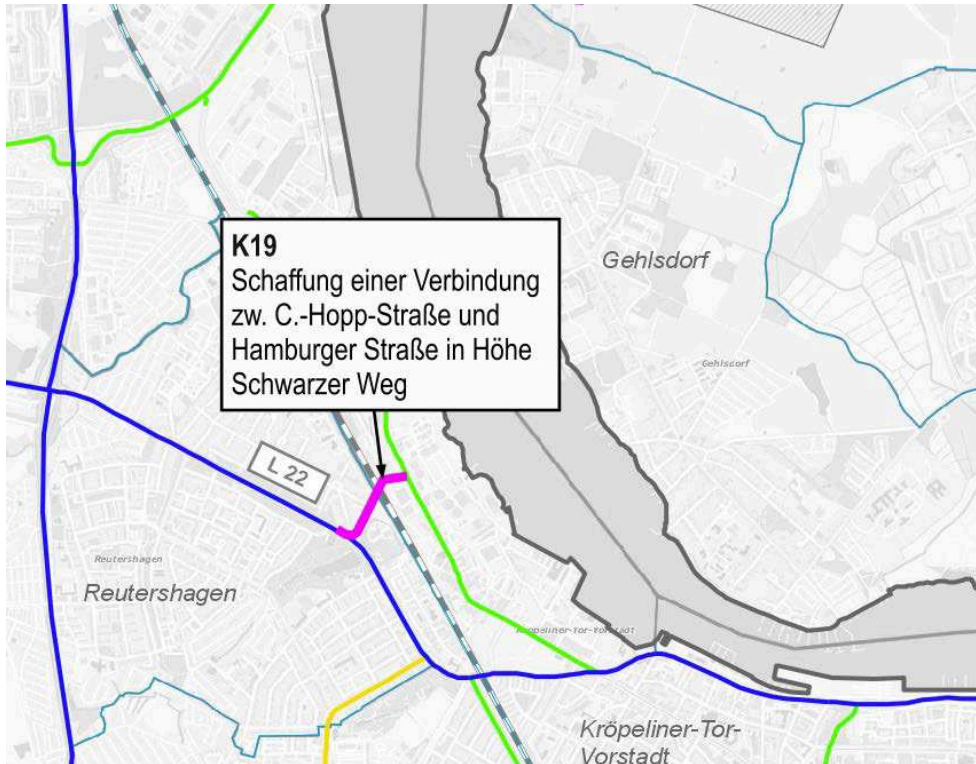 K19
Schaffung einer Verbindung
zw. C.-Hopp-Straße und
Hamburger Straße in Höhe
Schwarzer Weg
Gehlsdorf
Gehlsdorf
L 22
Reutershagen
Reutershagen
Kröpeliner-Tor-Vorstadt
Kröpeliner-Tor-
Vorstadt